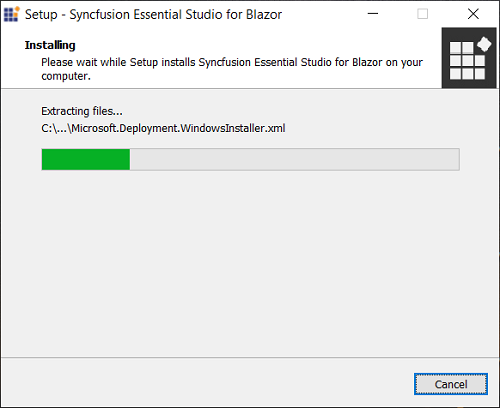 Setup - Syncfusion Essential Studio for Blazor
Installing
Please wait while Setup installs Syncfusion Essential Studio for Blazor on your
computer.
Extracting files...
C:\...\Microsoft.Deployment.WindowsInstaller.xml
Cancel